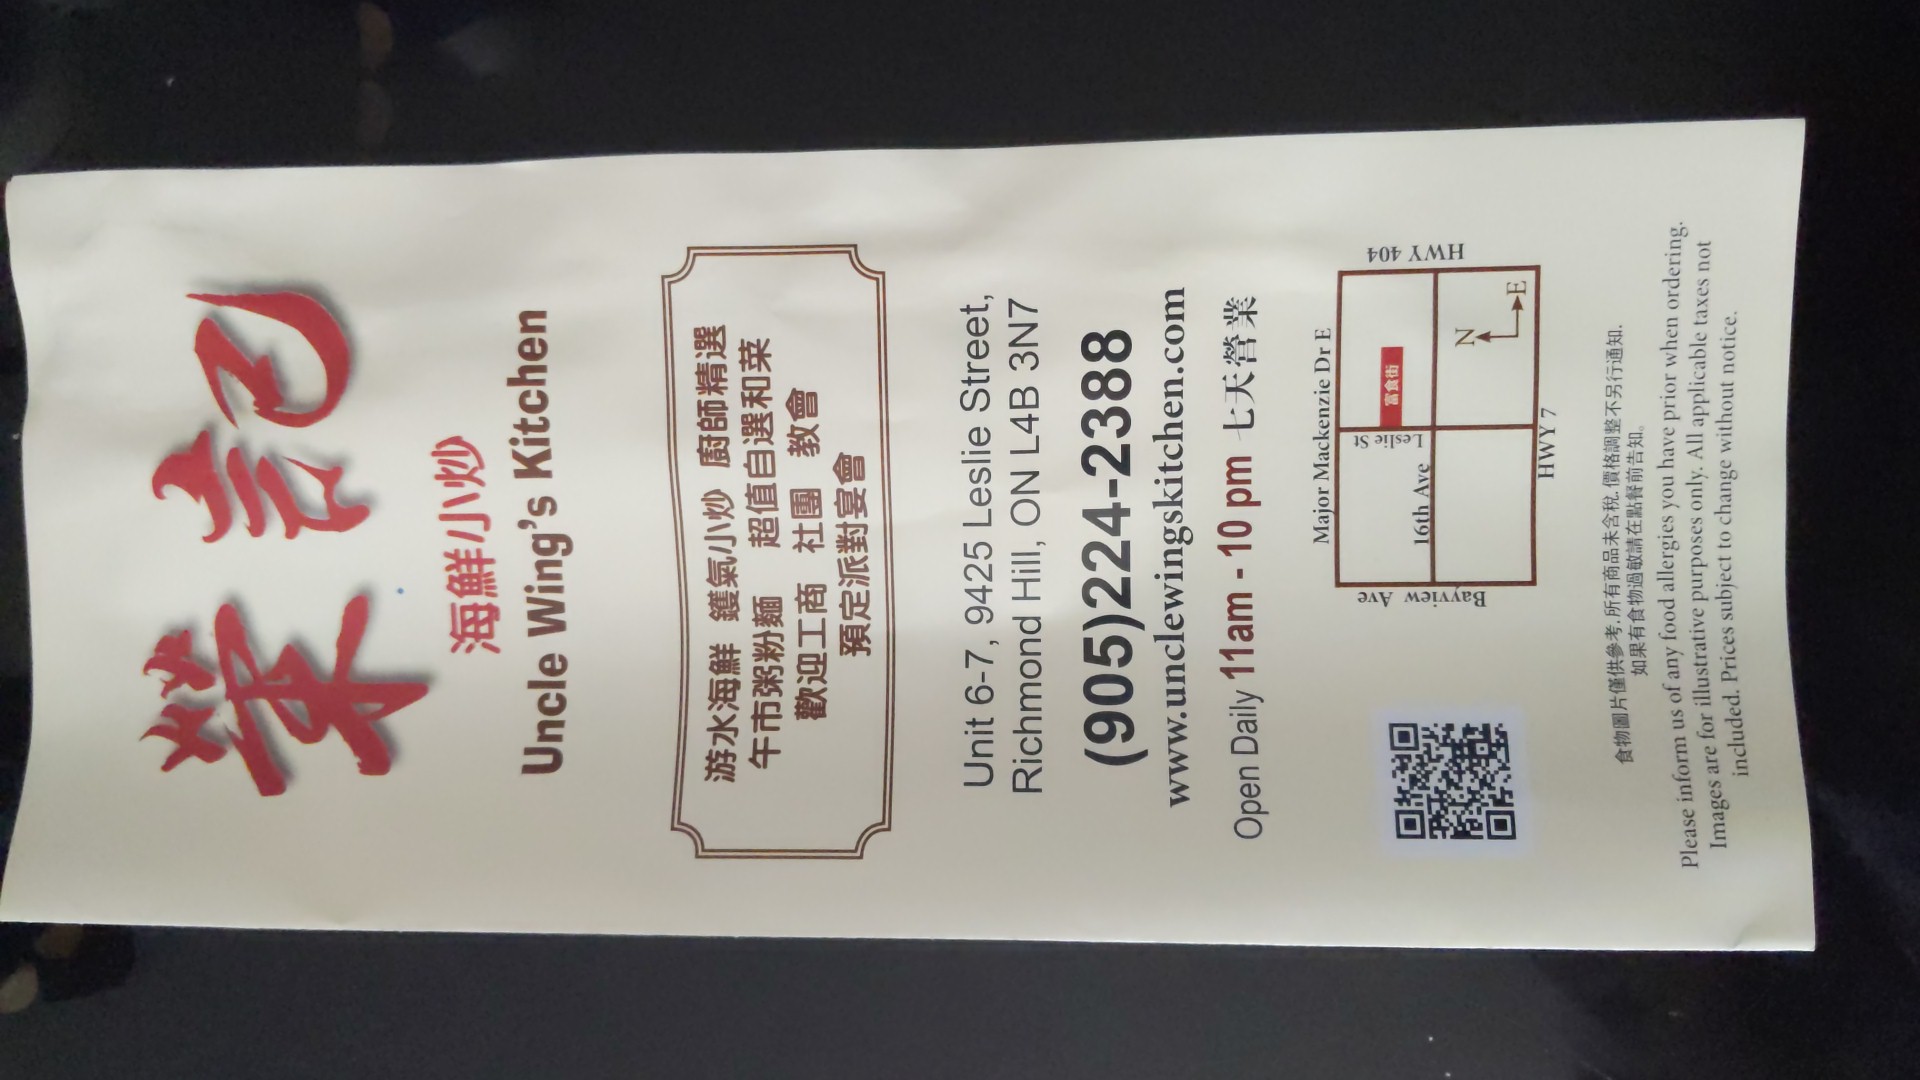 榮記
海鮮小炒
Uncle Wing's Kitchen
游水海鮮 鑊氣小炒 廚師精選
午市粥粉麵 超值自選和菜
歡迎工商 社團 教會
預定派對宴會
Unit 6-7, 9425 Leslie Street,
Richmond Hill, ON L4B 3N7
(905)224-2388
www.unclewingskitchen.com
Open Daily 11am - 10 pm 七天營業
Major Mackenzie Dr E
HWY 404
富食街
Leslie St
16th Ave
Bayview Ave
N
E
HWY 7
食物圖片僅供參考.所有商品未含稅.價格調整不另行通知.
如果有食物過敏請在點餐前告知。
Please inform us of any food allergies you have prior when ordering.
Images are for illustrative purposes only. All applicable taxes not
included. Prices subject to change without notice.